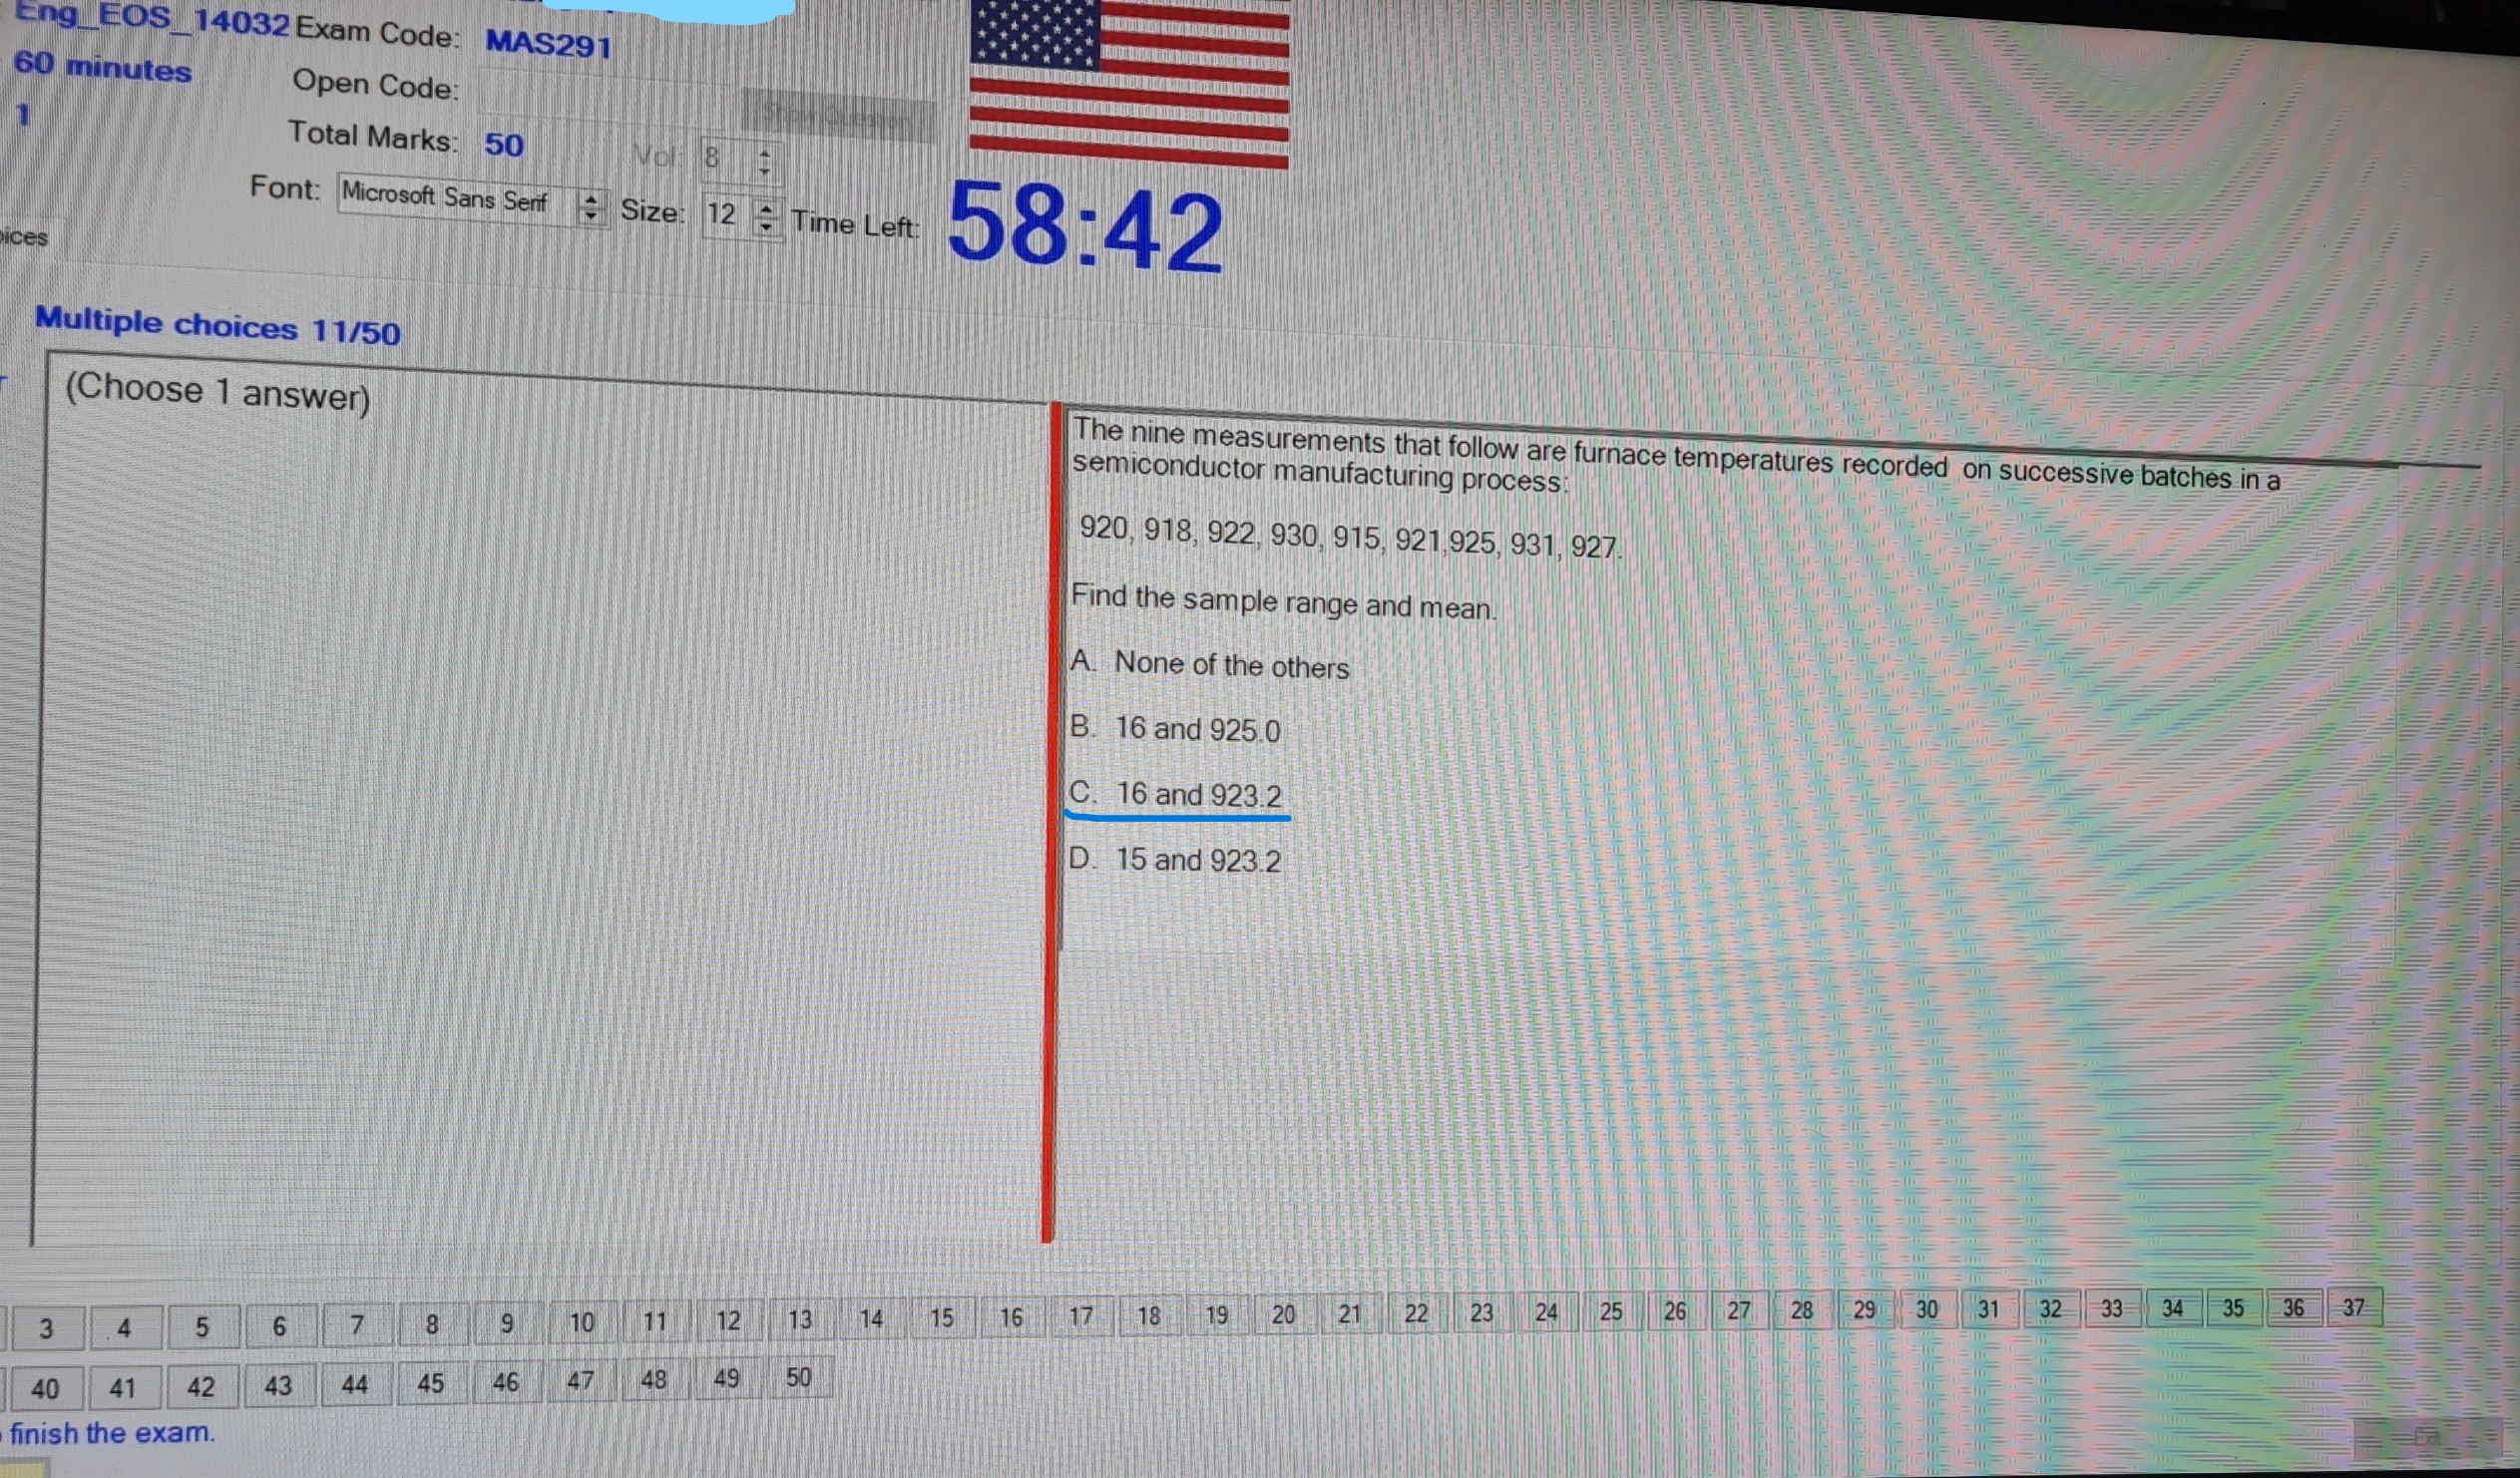 Eng_EOS_14032 Exam Code: MAS291
60 minutes Open Code:
Show Question
1 Total Marks: 50 Vol: 8
Font: Microsoft Sans Serif Size: 12 Time Left: 58:42
Multiple choices 11/50
(Choose 1 answer)
The nine measurements that follow are furnace temperatures recorded on successive batches in a
semiconductor manufacturing process:
920, 918, 922, 930, 915, 921,925, 931, 927.
Find the sample range and mean.
A. None of the others
B. 16 and 925.0
C. 16 and 923.2
D. 15 and 923.2
3 4 5 6 7 8 9 10 11 12 13 14 15 16 17 18 19 20 21 22 23 24 25 26 27 28 29 30 31 32 33 34 35 36 37
40 41 42 43 44 45 46 47 48 49 50
finish the exam.
Exit